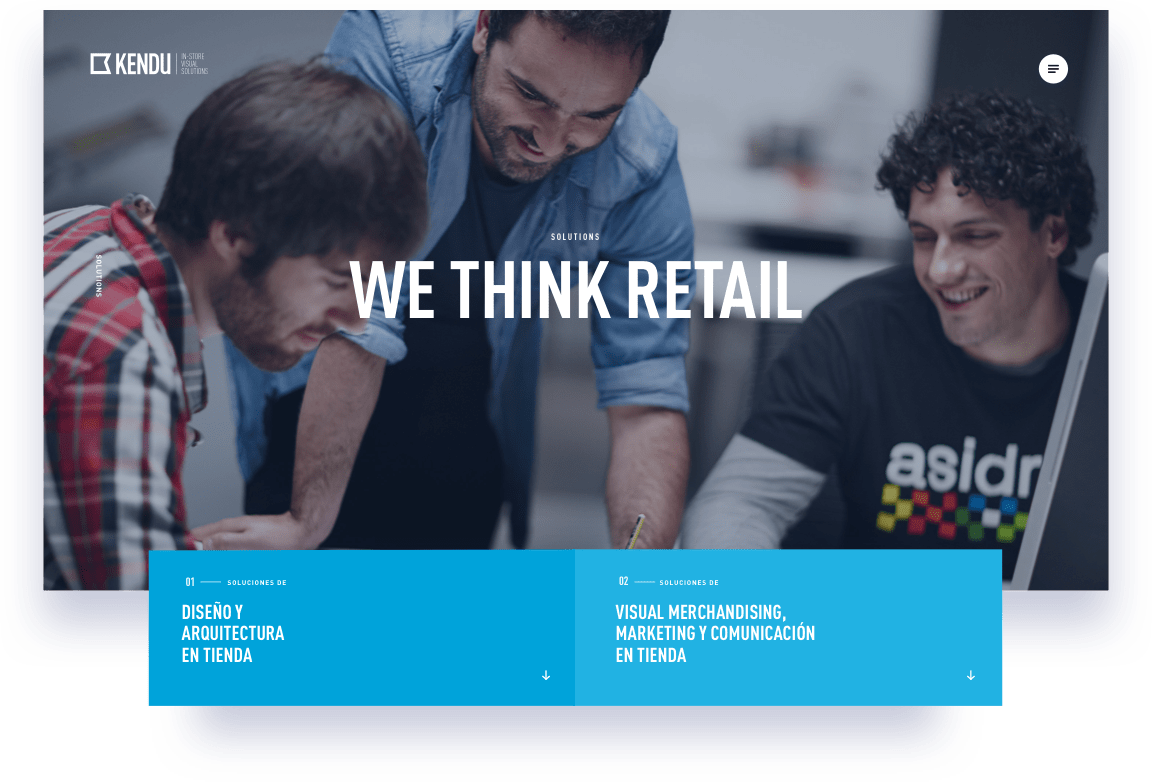 KENDU
IN-STORE
VISUAL
SOLUTIONS
SOLUTIONS
SOLUTIONS
WE THINK RETAIL
asidr
01 SOLUCIONES DE
DISEÑO Y
ARQUITECTURA
EN TIENDA
02 SOLUCIONES DE
VISUAL MERCHANDISING,
MARKETING Y COMUNICACIÓN
EN TIENDA